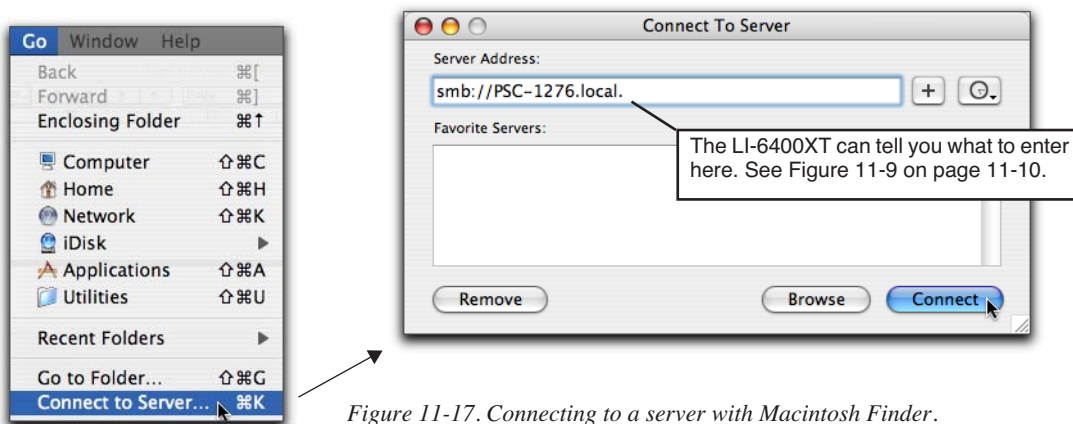 Go Window Help
Back ⌘[
Forward ⌘]
Enclosing Folder ⌘↑
Computer ⇧⌘C
Home ⇧⌘H
Network ⇧⌘K
iDisk ▶
Applications ⇧⌘A
Utilities ⇧⌘U
Recent Folders ▶
Go to Folder... ⇧⌘G
Connect to Server... ⌘K
Connect To Server
Server Address:
smb://PSC-1276.local.
+
Favorite Servers:
The LI-6400XT can tell you what to enter
here. See Figure 11-9 on page 11-10.
Remove Browse Connect
Figure 11-17. Connecting to a server with Macintosh Finder.